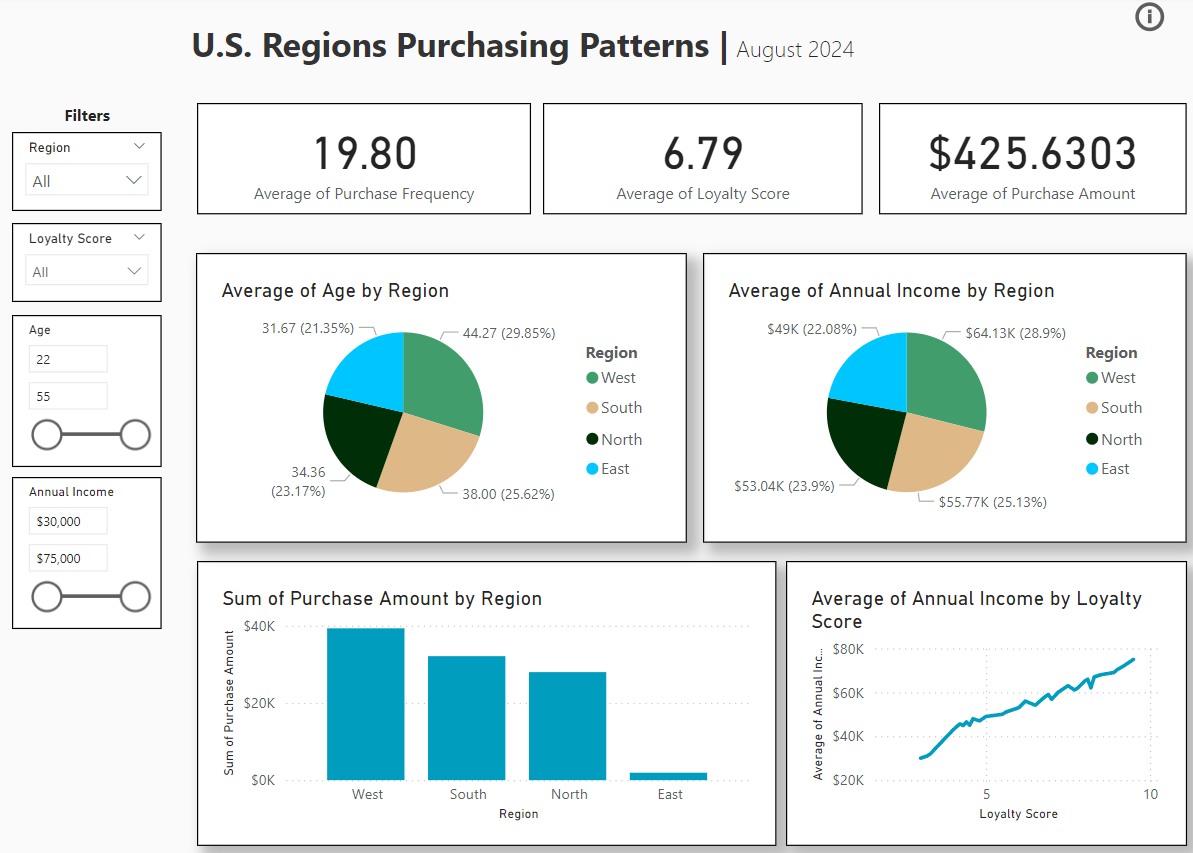 U.S. Regions Purchasing Patterns | August 2024
Filters
Region
All
Loyalty Score
All
Age
22
55
Annual Income
$30,000
$75,000
19.80
Average of Purchase Frequency
6.79
Average of Loyalty Score
$425.6303
Average of Purchase Amount
Average of Age by Region
31.67 (21.35%)
44.27 (29.85%)
34.36
(23.17%)
38.00 (25.62%)
Region
West
South
North
East
Average of Annual Income by Region
$49K (22.08%)
$64.13K (28.9%)
$53.04K (23.9%)
$55.77K (25.13%)
Region
West
South
North
East
Sum of Purchase Amount by Region
Sum of Purchase Amount
$40K
$20K
$0K
West
South
North
East
Region
Average of Annual Income by Loyalty
Score
Average of Annual Inc...
$80K
$60K
$40K
$20K
5
10
Loyalty Score